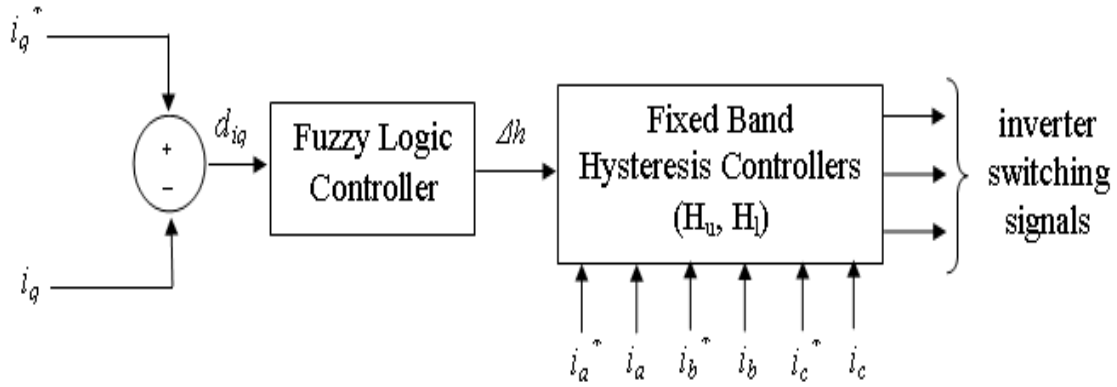 i_q*
+
−
d_iq
Fuzzy Logic
Controller
Δh
Fixed Band
Hysteresis Controllers
(H_u, H_l)
inverter
switching
signals
i_q
i_a* i_a i_b* i_b i_c* i_c